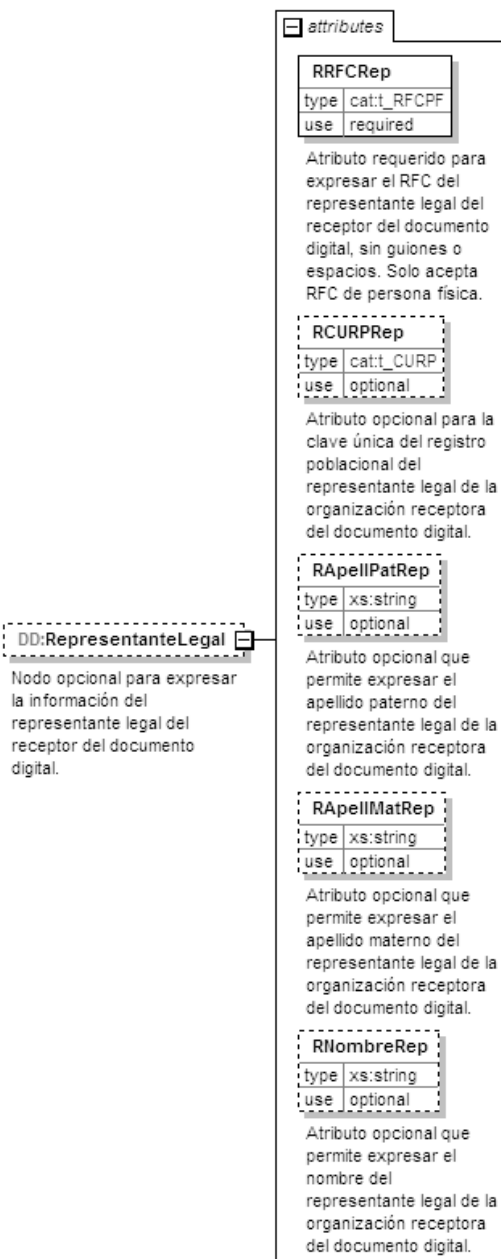 attributes
RRFCRep
type cat:t_RFCPF
use required
Atributo requerido para
expresar el RFC del
representante legal del
receptor del documento
digital, sin guiones o
espacios. Solo acepta
RFC de persona física.
RCURPRep
type cat:t_CURP
use optional
Atributo opcional para la
clave única del registro
poblacional del
representante legal de la
organización receptora
del documento digital.
RApellPatRep
type xs:string
use optional
Atributo opcional que
permite expresar el
apellido paterno del
representante legal de la
organización receptora
del documento digital.
DD:RepresentanteLegal
Nodo opcional para expresar
la información del
representante legal del
receptor del documento
digital.
RApellMatRep
type xs:string
use optional
Atributo opcional que
permite expresar el
apellido materno del
representante legal de la
organización receptora
del documento digital.
RNombreRep
type xs:string
use optional
Atributo opcional que
permite expresar el
nombre del
representante legal de la
organización receptora
del documento digital.